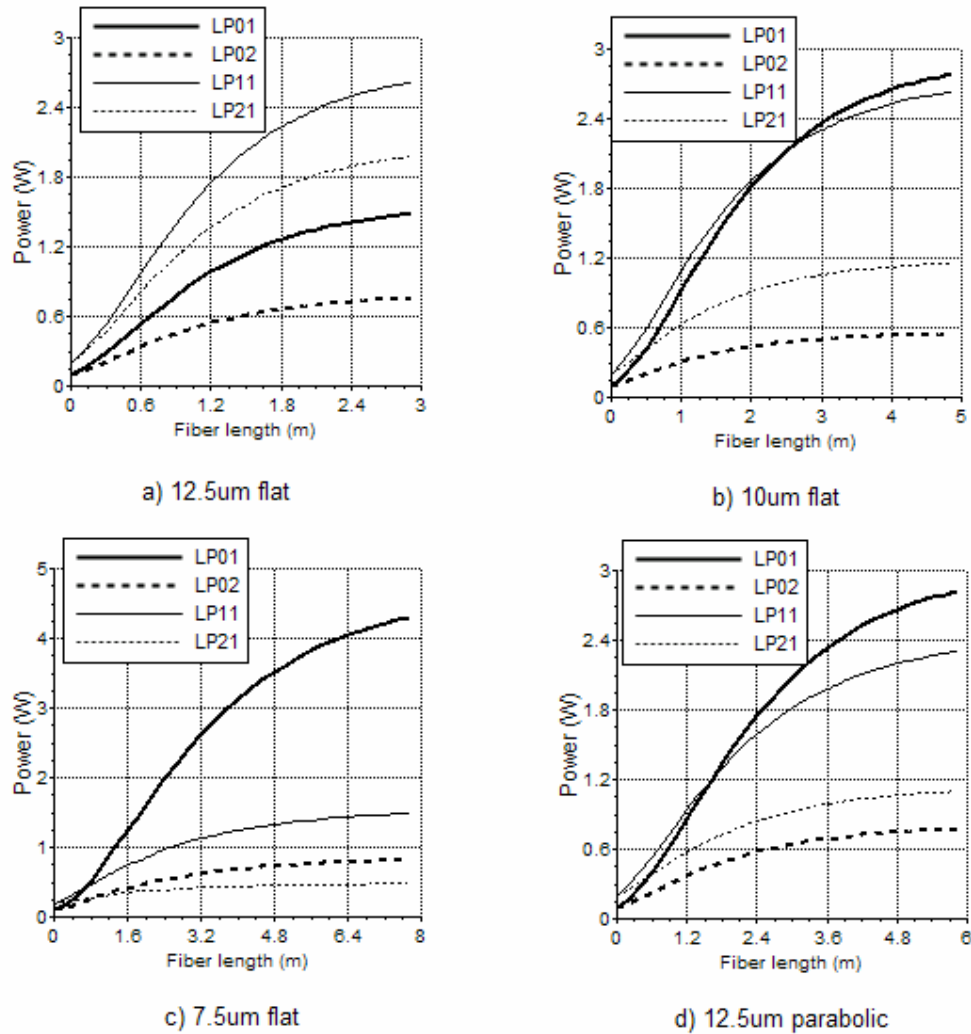 LP01
LP02
LP11
LP21
3
2.4
1.8
1.2
0.6
0
Power (W)
0 0.6 1.2 1.8 2.4 3
Fiber length (m)
a) 12.5um flat
LP01
LP02
LP11
LP21
3
2.4
1.8
1.2
0.6
0
Power (W)
0 1 2 3 4 5
Fiber length (m)
b) 10um flat
LP01
LP02
LP11
LP21
5
4
3
2
1
0
Power (W)
0 1.6 3.2 4.8 6.4 8
Fiber length (m)
c) 7.5um flat
LP01
LP02
LP11
LP21
3
2.4
1.8
1.2
0.6
0
Power (W)
0 1.2 2.4 3.6 4.8 6
Fiber length (m)
d) 12.5um parabolic